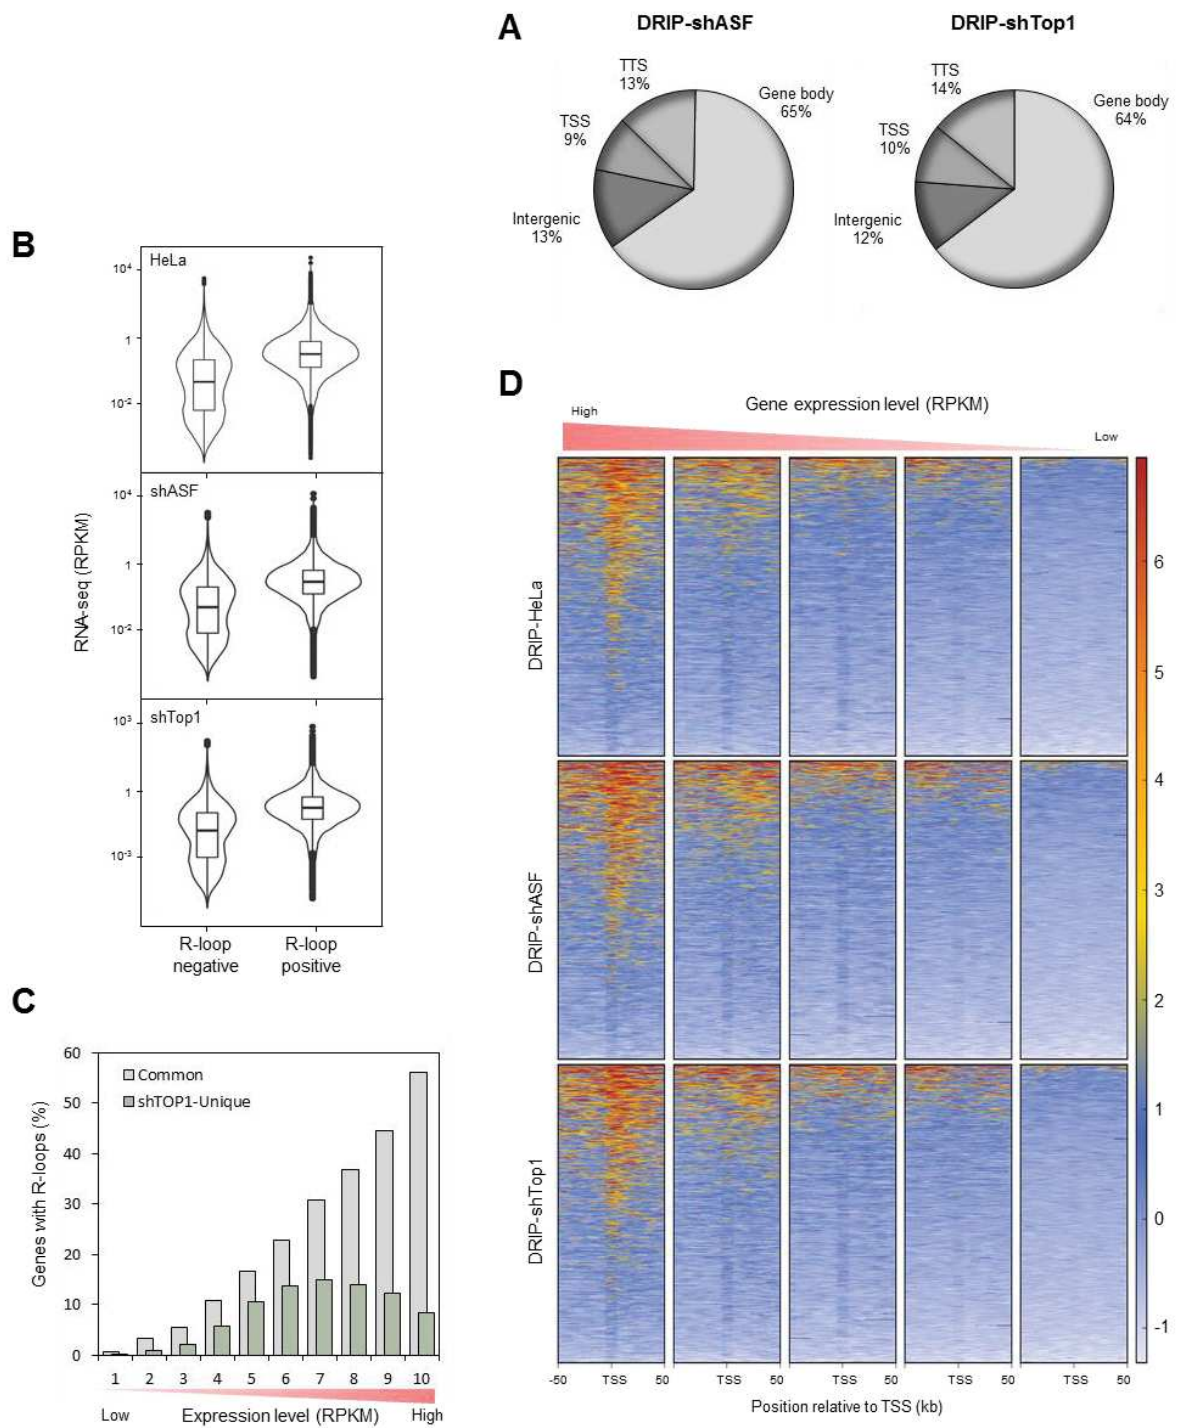 A
DRIP-shASF
DRIP-shTop1
TTS
13%
Gene body
65%
TSS
9%
Intergenic
13%
TTS
14%
Gene body
64%
TSS
10%
Intergenic
12%
B
RNA-seq (RPKM)
HeLa
10⁴
1
10⁻²
shASF
10⁴
1
10⁻²
shTop1
10³
1
10⁻³
R-loop
negative
R-loop
positive
C
Genes with R-loops (%)
60
50
40
30
20
10
0
Common
shTOP1-Unique
1 2 3 4 5 6 7 8 9 10
Low Expression level (RPKM) High
D
Gene expression level (RPKM)
High
Low
DRIP-HeLa
DRIP-shASF
DRIP-shTop1
6
5
4
3
2
1
0
-1
-50 TSS 50 TSS 50 TSS 50 TSS 50 TSS 50
Position relative to TSS (kb)